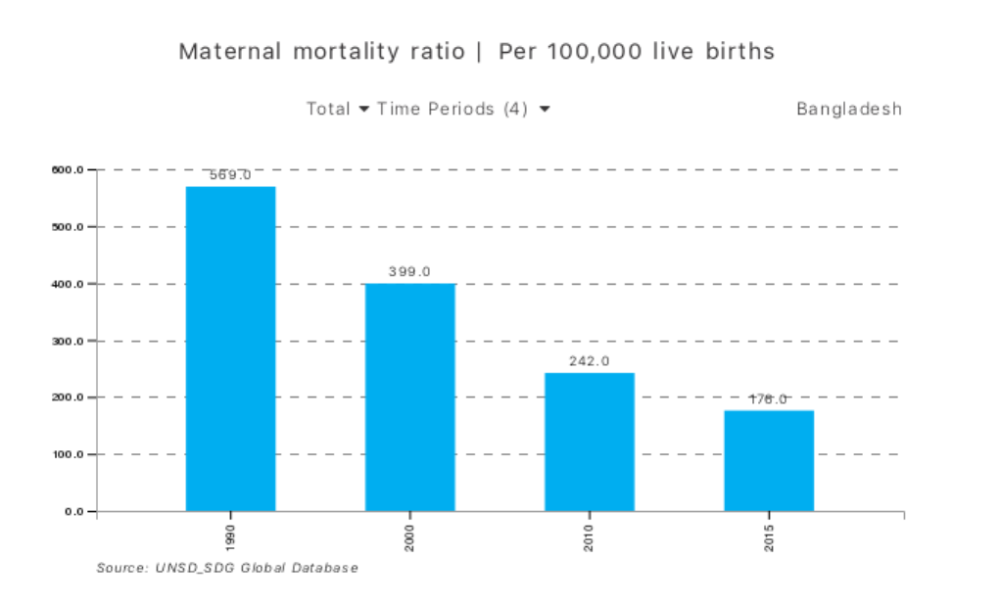 Maternal mortality ratio | Per 100,000 live births
Total Time Periods (4) Bangladesh
600.0
569.0
500.0
400.0
399.0
300.0
242.0
200.0
176.0
100.0
0.0
1990 2000 2010 2015
Source: UNSD_SDG Global Database